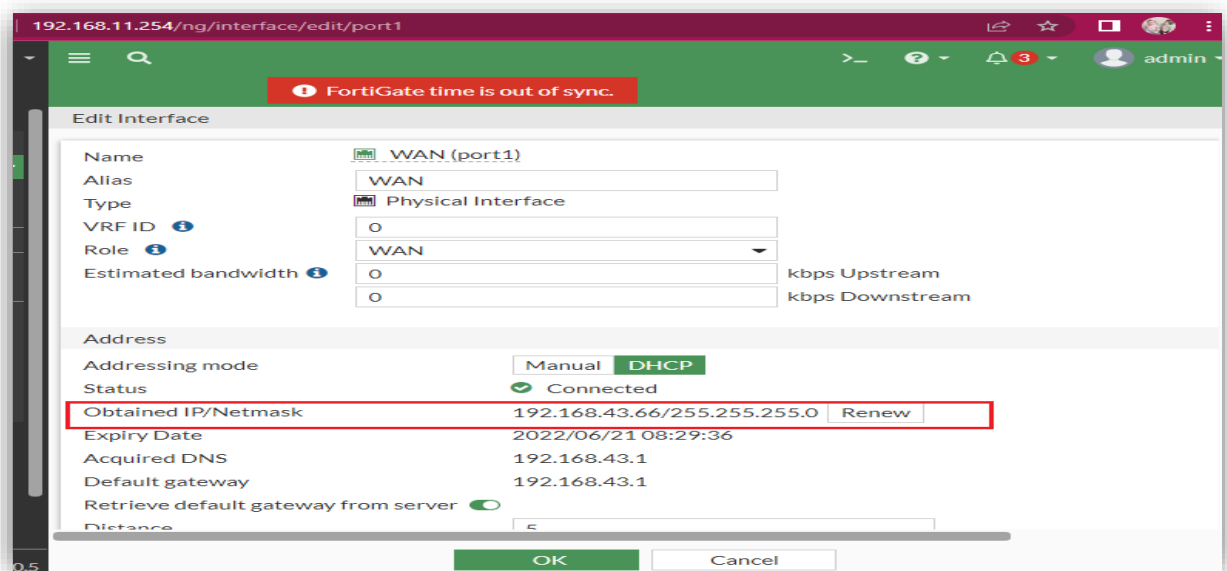 192.168.11.254/ng/interface/edit/port1
>_ ? 3 admin
FortiGate time is out of sync.
Edit Interface
Name WAN (port1)
Alias WAN
Type Physical Interface
VRF ID 0
Role WAN
Estimated bandwidth 0 kbps Upstream
0 kbps Downstream
Address
Addressing mode Manual DHCP
Status Connected
Obtained IP/Netmask 192.168.43.66/255.255.255.0 Renew
Expiry Date 2022/06/21 08:29:36
Acquired DNS 192.168.43.1
Default gateway 192.168.43.1
Retrieve default gateway from server
Distance 5
OK Cancel
0.5